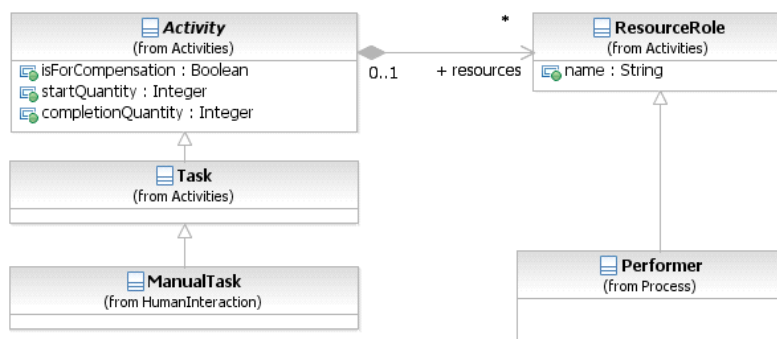 Activity
(from Activities)
isForCompensation : Boolean
startQuantity : Integer
completionQuantity : Integer
*
0..1
+ resources
ResourceRole
(from Activities)
name : String
Task
(from Activities)
ManualTask
(from HumanInteraction)
Performer
(from Process)